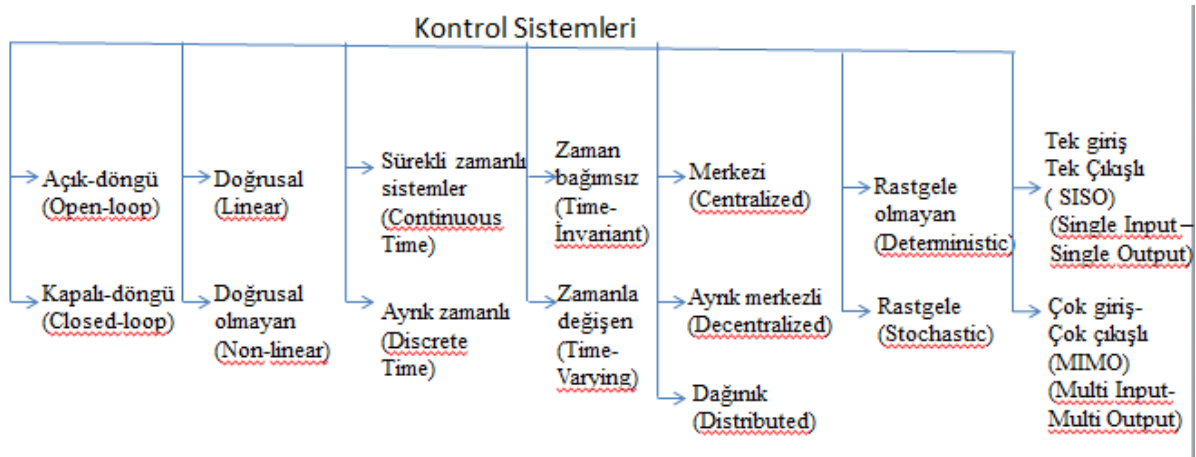 Kontrol Sistemleri
Açık-döngü
(Open-loop)
Kapalı-döngü
(Closed-loop)
Doğrusal
(Linear)
Doğrusal
olmayan
(Non-linear)
Sürekli zamanlı
sistemler
(Continuous
Time)
Ayrık zamanlı
(Discrete
Time)
Zaman
bağımsız
(Time-
İnvariant)
Zamanla
değişen
(Time-
Varying)
Merkezi
(Centralized)
Ayrık merkezli
(Decentralized)
Dağınık
(Distributed)
Rastgele
olmayan
(Deterministic)
Rastgele
(Stochastic)
Tek giriş
Tek Çıkışlı
( SISO)
(Single Input –
Single Output)
Çok giriş-
Çok çıkışlı
(MIMO)
(Multi Input-
Multi Output)